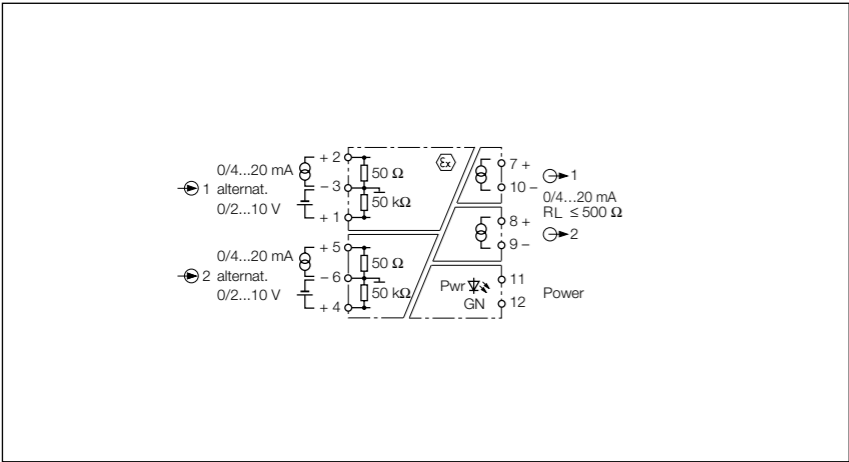 + 2
0/4...20 mA
50 Ω
1 alternat.
– 3
50 kΩ
0/2...10 V
+ 1
+ 5
0/4...20 mA
50 Ω
2 alternat.
– 6
50 kΩ
0/2...10 V
+ 4
Ex
7 +
10 –
1
0/4...20 mA
RL ≤ 500 Ω
8 +
9 –
2
11
Pwr
GN
12
Power